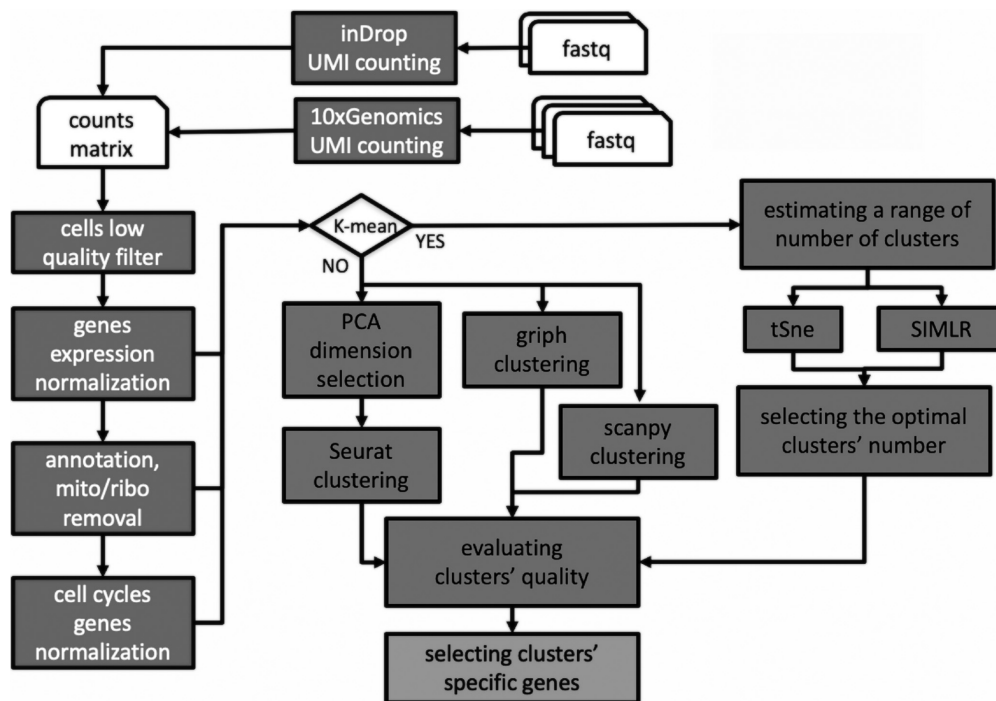 inDrop
UMI counting
fastq
counts
matrix
10xGenomics
UMI counting
fastq
cells low
quality filter
K-mean
YES
NO
estimating a range of
number of clusters
genes
expression
normalization
PCA
dimension
selection
griph
clustering
tSne
SIMLR
annotation,
mito/ribo
removal
Seurat
clustering
scanpy
clustering
selecting the optimal
clusters' number
evaluating
clusters' quality
cell cycles
genes
normalization
selecting clusters'
specific genes